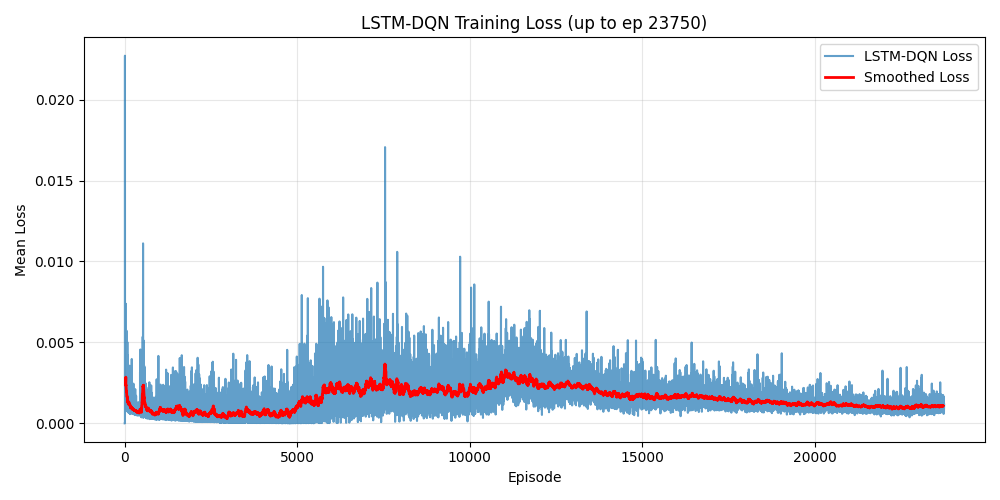 LSTM-DQN Training Loss (up to ep 23750)
LSTM-DQN Loss
Smoothed Loss
0.020
0.015
0.010
0.005
0.000
Mean Loss
0
5000
10000
15000
20000
Episode